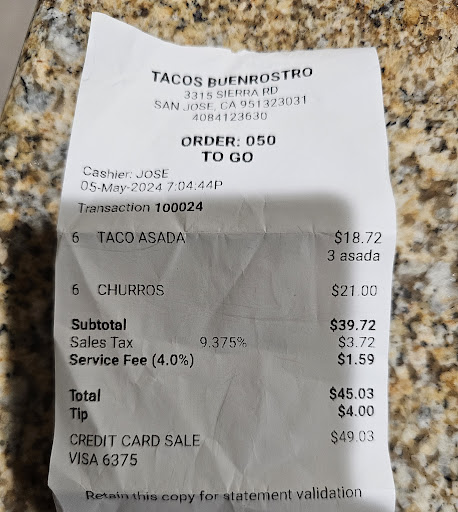 TACOS BUENROSTRO
3315 SIERRA RD
SAN JOSE, CA 951323031
4084123630
ORDER: 050
TO GO
Cashier: JOSE
05-May-2024 7:04:44P
Transaction 100024
6 TACO ASADA $18.72
3 asada
6 CHURROS $21.00
Subtotal $39.72
Sales Tax 9.375% $3.72
Service Fee (4.0%) $1.59
Total $45.03
Tip $4.00
CREDIT CARD SALE $49.03
VISA 6375
Retain this copy for statement validation